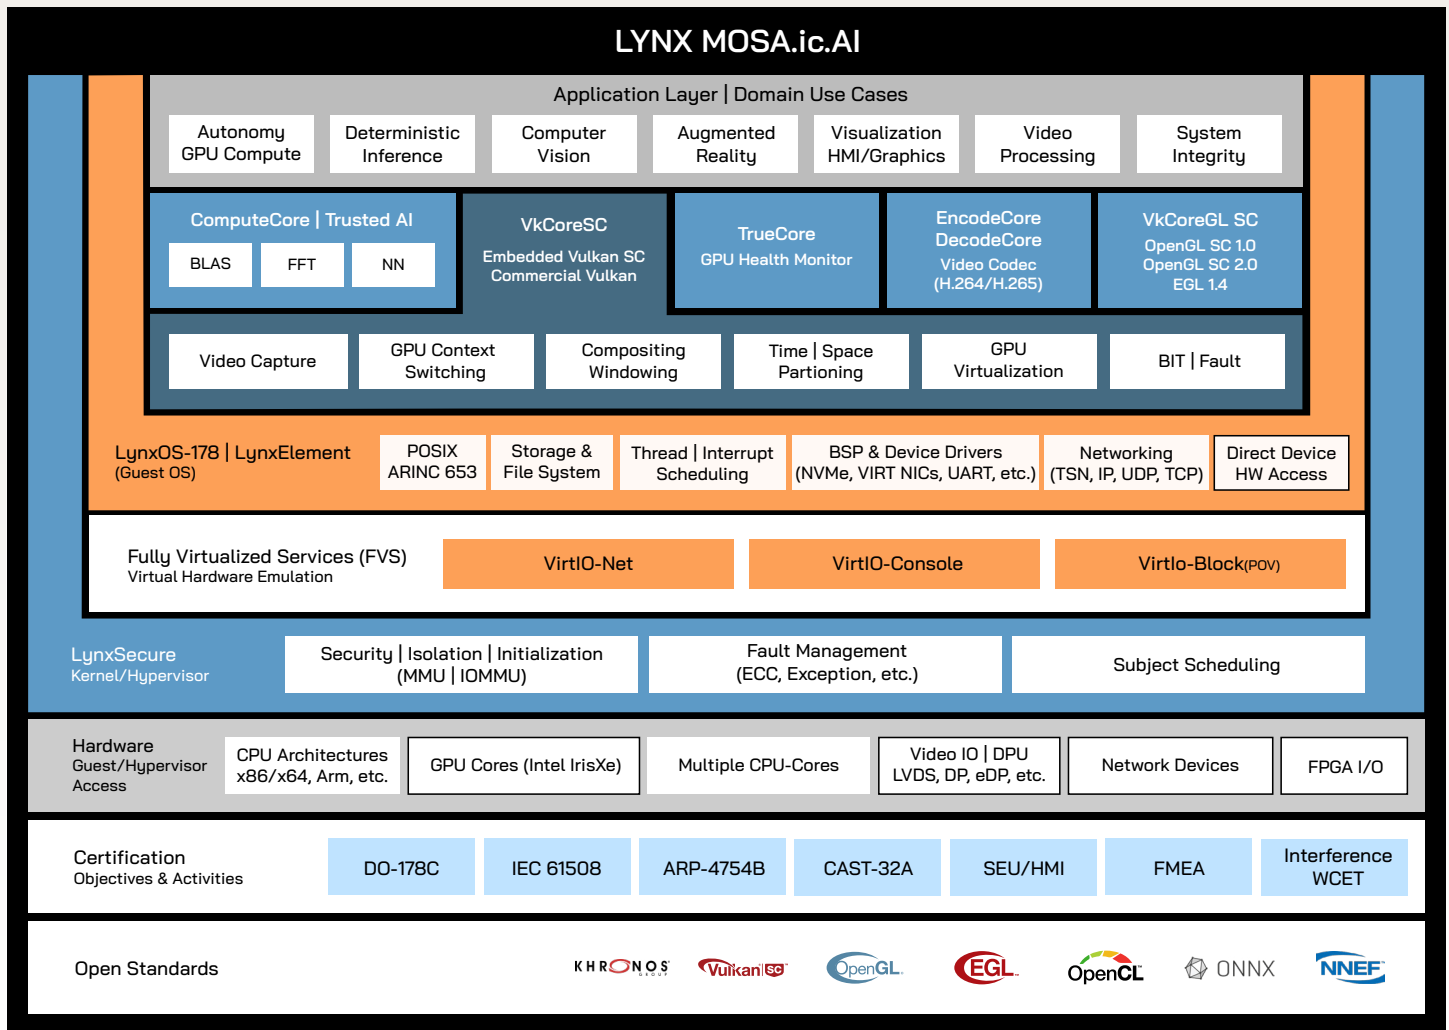 LYNX MOSA.ic.AI
Application Layer | Domain Use Cases
Autonomy
GPU Compute
Deterministic
Inference
Computer
Vision
Augmented
Reality
Visualization
HMI/Graphics
Video
Processing
System
Integrity
ComputeCore | Trusted AI
BLAS
FFT
NN
VkCoreSC
Embedded Vulkan SC
Commercial Vulkan
TrueCore
GPU Health Monitor
EncodeCore
DecodeCore
Video Codec
(H.264/H.265)
VkCoreGL SC
OpenGL SC 1.0
OpenGL SC 2.0
EGL 1.4
Video Capture
GPU Context
Switching
Compositing
Windowing
Time | Space
Partioning
GPU
Virtualization
BIT | Fault
LynxOS-178 | LynxElement
(Guest OS)
POSIX
ARINC 653
Storage &
File System
Thread | Interrupt
Scheduling
BSP & Device Drivers
(NVMe, VIRT NICs, UART, etc.)
Networking
(TSN, IP, UDP, TCP)
Direct Device
HW Access
Fully Virtualized Services (FVS)
Virtual Hardware Emulation
VirtIO-Net
VirtIO-Console
VirtIo-Block(POV)
LynxSecure
Kernel/Hypervisor
Security | Isolation | Initialization
(MMU | IOMMU)
Fault Management
(ECC, Exception, etc.)
Subject Scheduling
Hardware
Guest/Hypervisor
Access
CPU Architectures
x86/x64, Arm, etc.
GPU Cores (Intel IrisXe)
Multiple CPU-Cores
Video IO | DPU
LVDS, DP, eDP, etc.
Network Devices
FPGA I/O
Certification
Objectives & Activities
DO-178C
IEC 61508
ARP-4754B
CAST-32A
SEU/HMI
FMEA
Interference
WCET
Open Standards
KHRONOS
GROUP
Vulkan SC
OpenGL
EGL
OpenCL
ONNX
NNEF